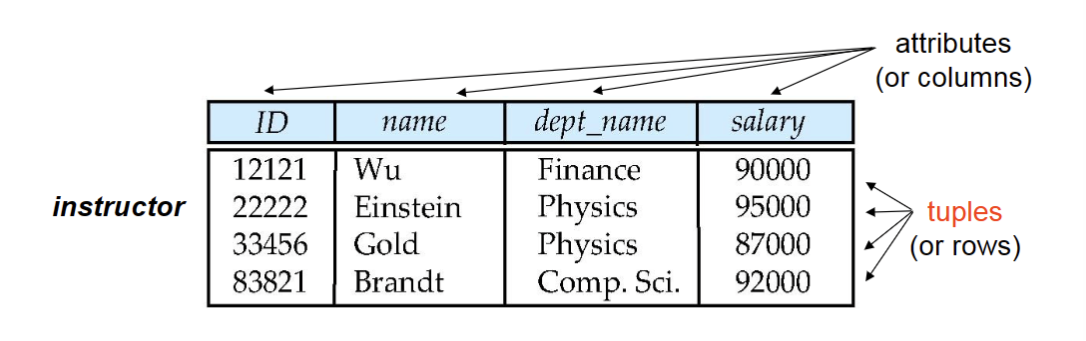 attributes
(or columns)
ID name dept_name salary
12121 Wu Finance 90000
instructor 22222 Einstein Physics 95000 tuples
33456 Gold Physics 87000 (or rows)
83821 Brandt Comp. Sci. 92000